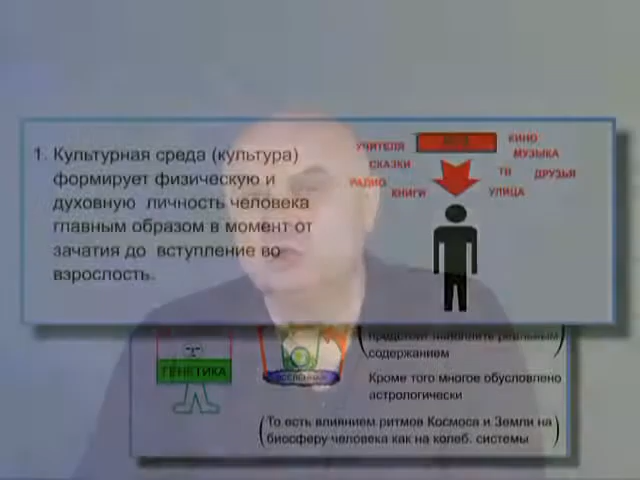 1. Культурная среда (культура)
формирует физическую и
духовную личность человека
главным образом в момент от
зачатия до вступление во
взрослость.
УЧИТЕЛЯ
КИНО
МУЗЫКА
СКАЗКИ
ТВ
ДРУЗЬЯ
РАДИО
КНИГИ
УЛИЦА
ГЕНЕТИКА
ВСЕЛЕННАЯ
содержанием
Кроме того многое обусловлено
астрологически
(То есть влиянием ритмов Космоса и Земли на
биосферу человека как на колеб. системы)